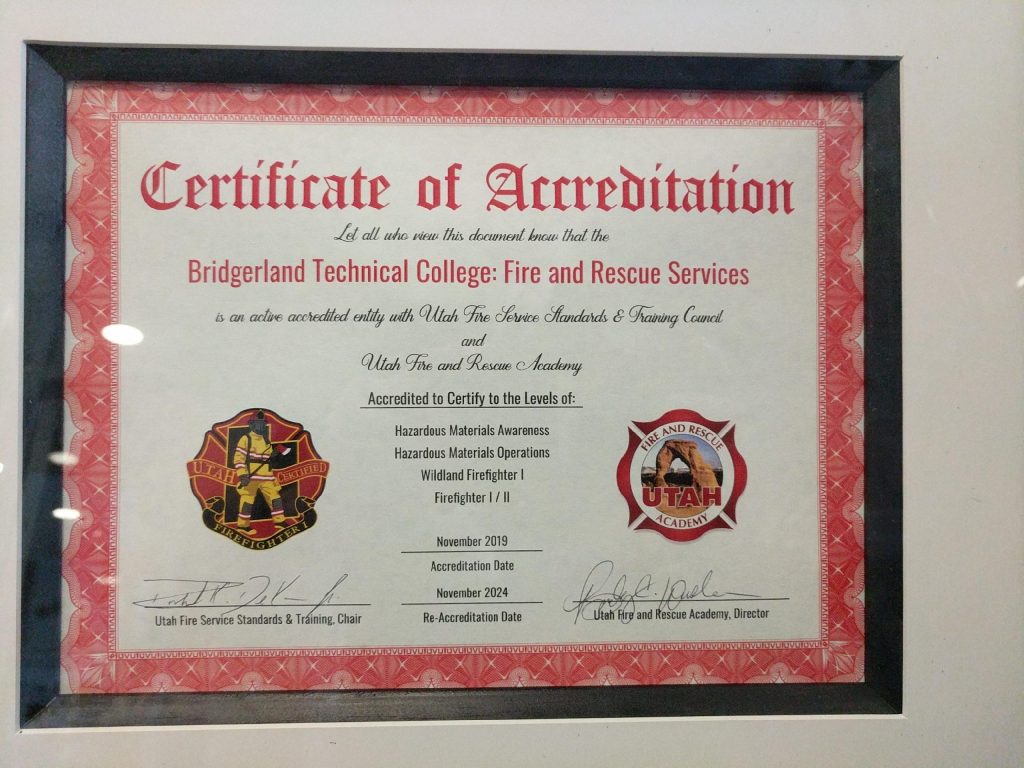 Certificate of Accreditation
Let all who view this document know that the
Bridgerland Technical College: Fire and Rescue Services
is an active accredited entity with Utah Fire Service Standards & Training Council
and
Utah Fire and Rescue Academy
Accredited to Certify to the Levels of:
Hazardous Materials Awareness
Hazardous Materials Operations
Wildland Firefighter I
Firefighter I / II
UTAH CERTIFIED
FIREFIGHTER I
FIRE AND RESCUE
UTAH
ACADEMY
November 2019
Accreditation Date
November 2024
Re-Accreditation Date
Utah Fire Service Standards & Training, Chair
Utah Fire and Rescue Academy, Director